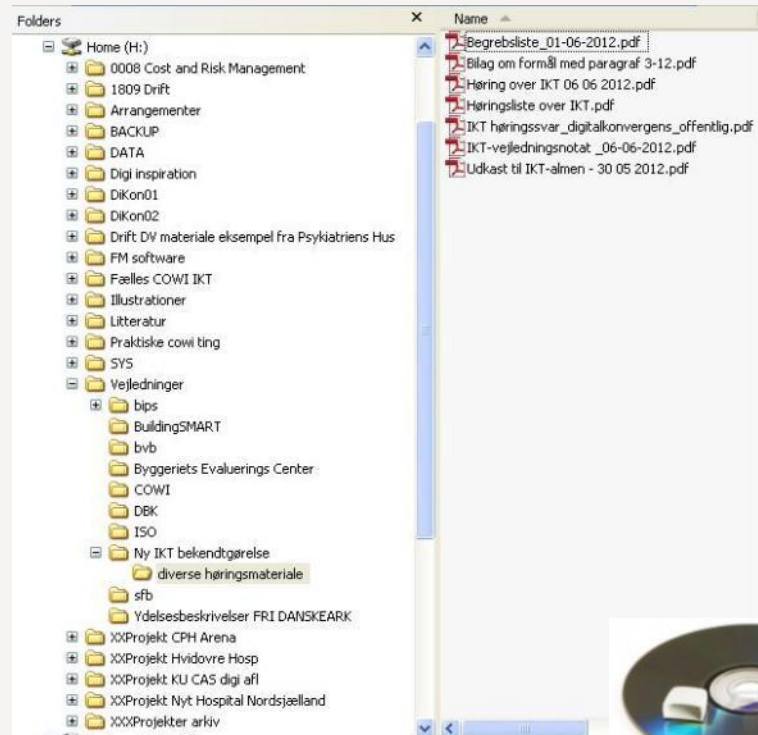 Folders
Home (H:)
0008 Cost and Risk Management
1809 Drift
Arrangementer
BACKUP
DATA
Digi inspiration
DiKon01
DiKon02
Drift DV materiale eksempel fra Psykiatriens Hus
FM software
Fælles COWI IKT
Illustrationer
Litteratur
Praktiske cowi ting
SYS
Vejledninger
bips
BuildingSMART
bvb
Byggeriets Evaluerings Center
COWI
DBK
ISO
Ny IKT bekendtgørelse
diverse høringsmateriale
sfb
Ydelsesbeskrivelser FRI DANSKEARK
XXProjekt CPH Arena
XXProjekt Hvidovre Hosp
XXProjekt KU CAS digi afl
XXProjekt Nyt Hospital Nordsjælland
XXXProjekter arkiv
Name
Begrebsliste_01-06-2012.pdf
Bilag om formål med paragraf 3-12.pdf
Høring over IKT 06 06 2012.pdf
Høringsliste over IKT.pdf
IKT høringssvar_digitalkonvergens_offentlig.pdf
IKT-vejledningsnotat _06-06-2012.pdf
Udkast til IKT-almen - 30 05 2012.pdf